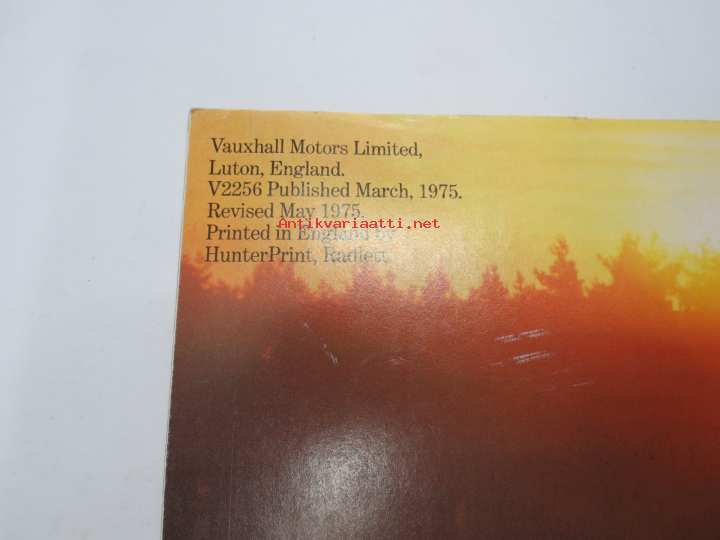 Vauxhall Motors Limited,
Luton, England.
V2256 Published March, 1975.
Revised May 1975.
Antikvariaatti.net
Printed in England by
HunterPrint, Radlett.